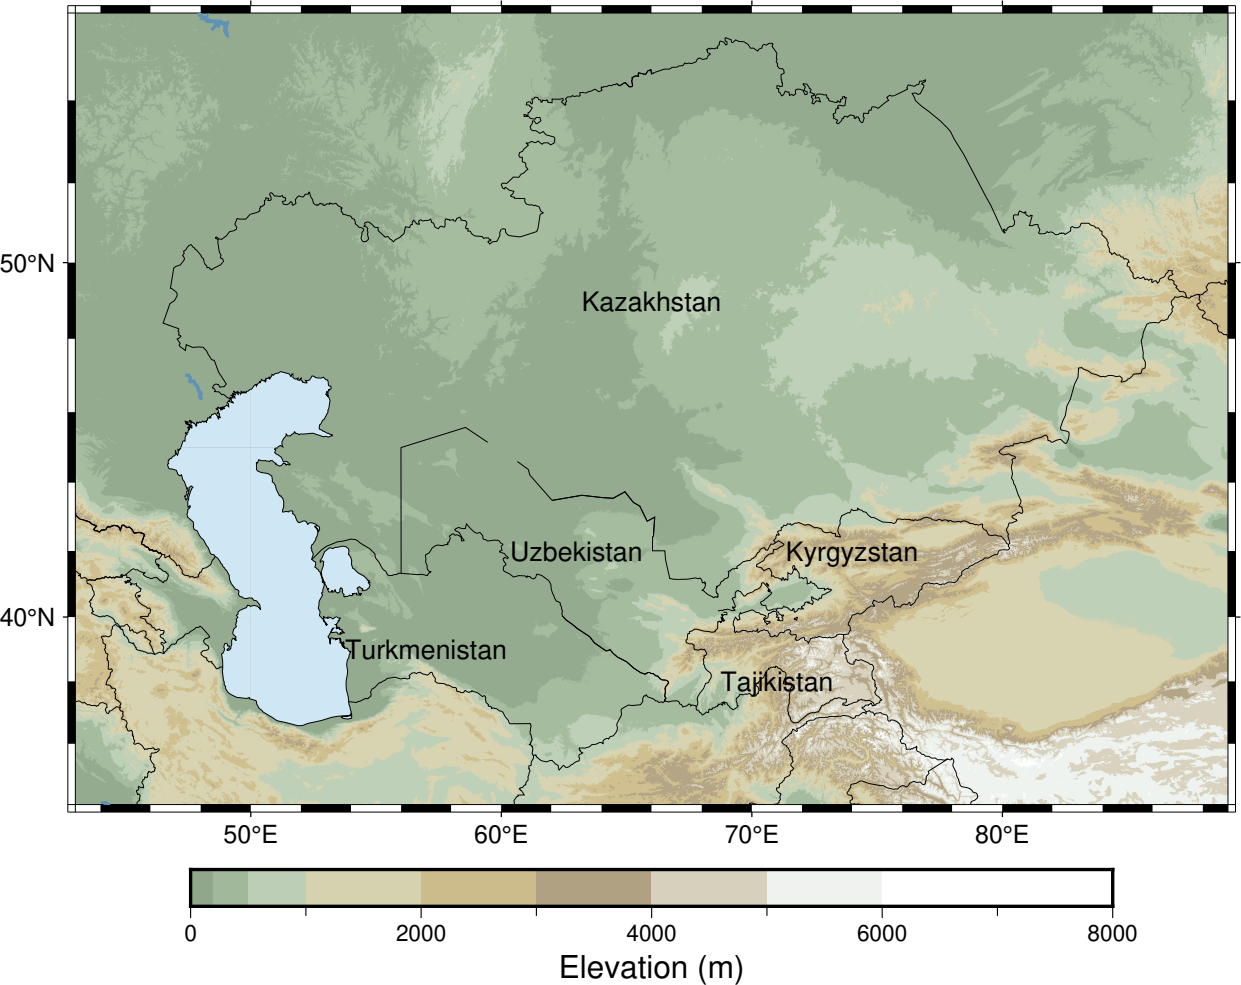 50°N
Kazakhstan
Uzbekistan
Kyrgyzstan
40°N
Turkmenistan
Tajikistan
50°E 60°E 70°E 80°E
0 2000 4000 6000 8000
Elevation (m)